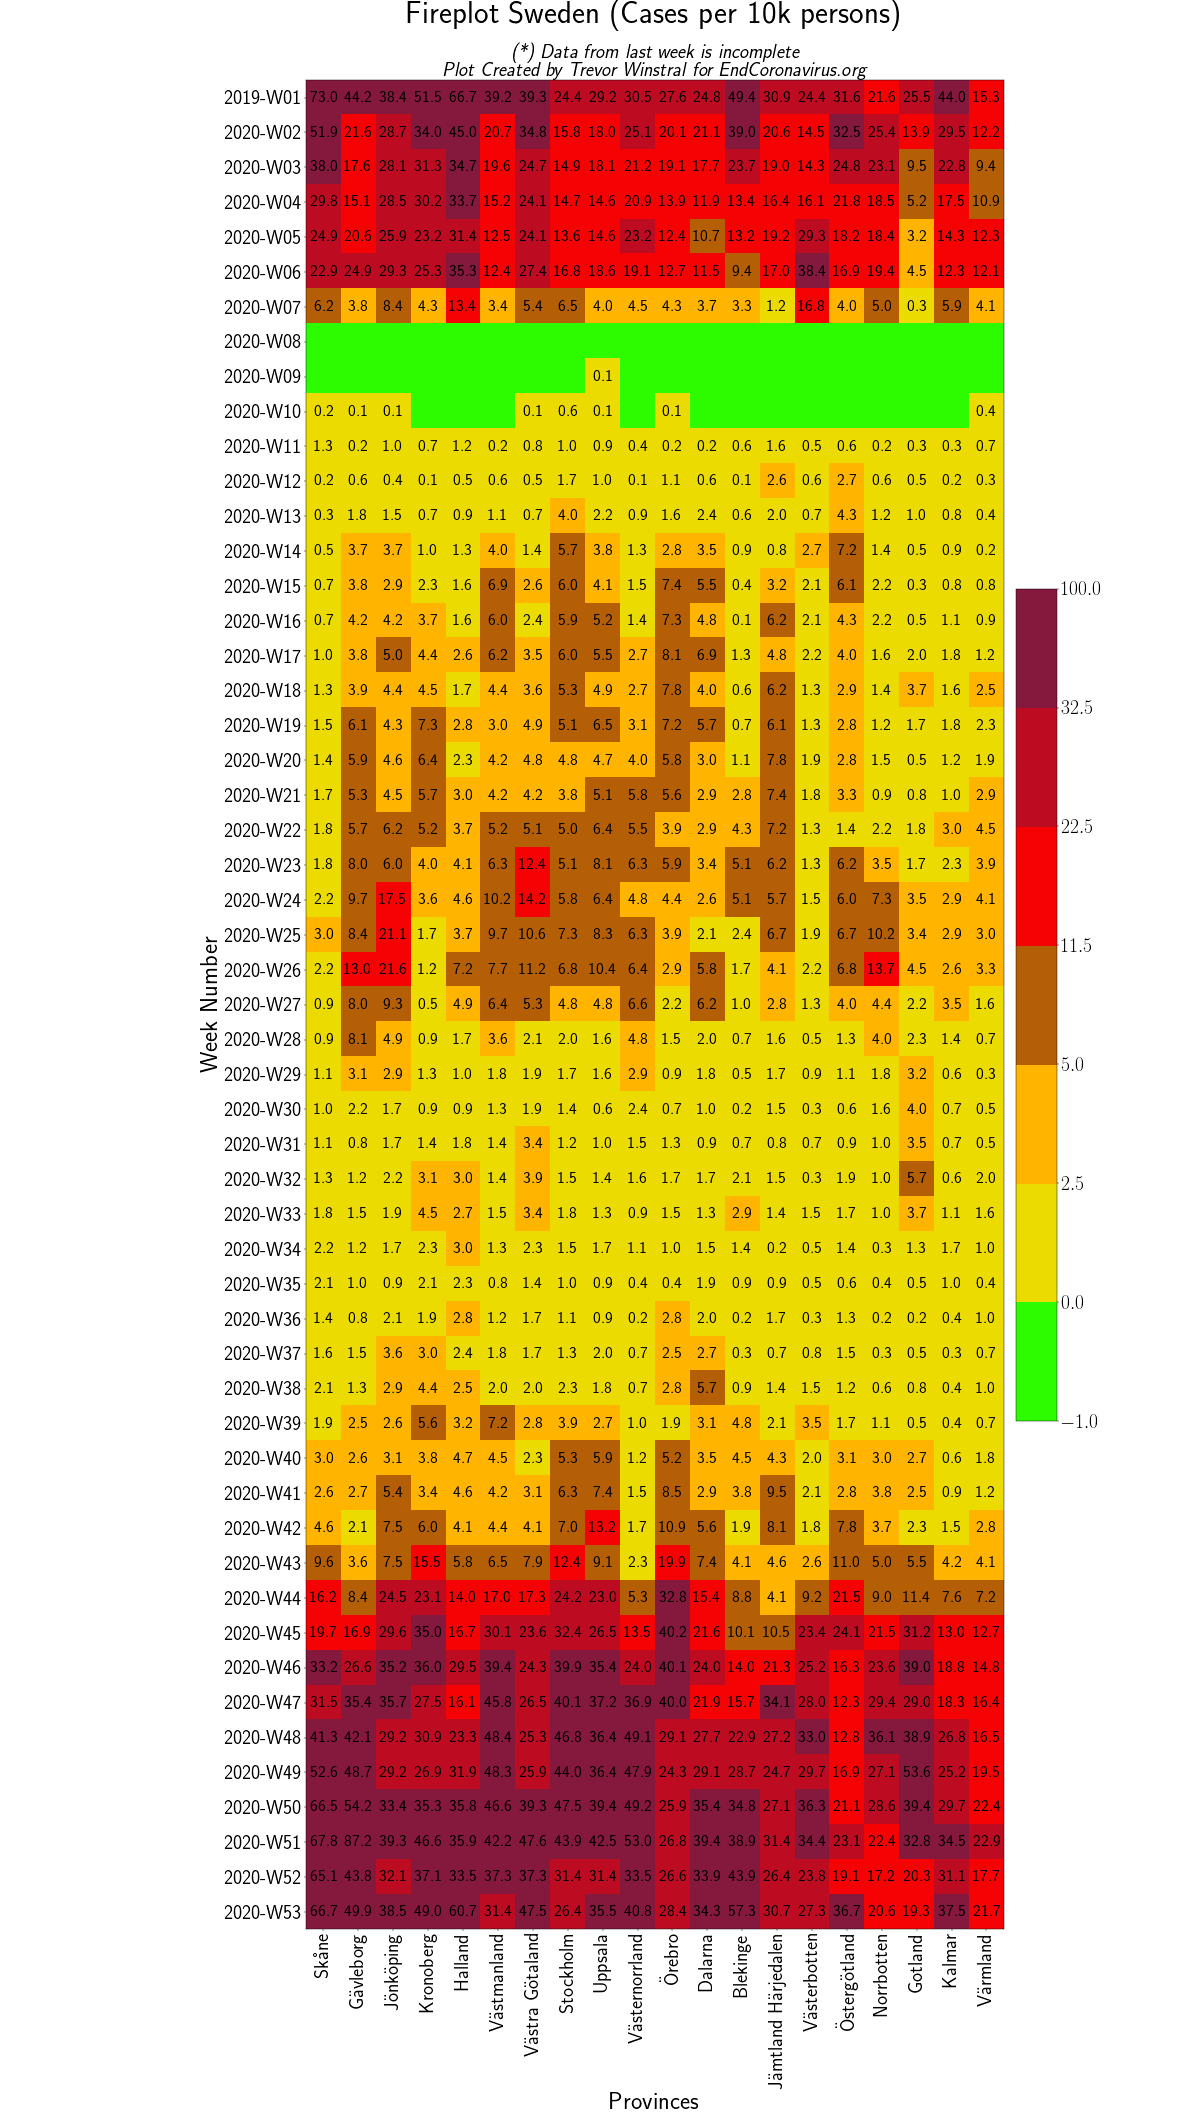 Fireplot Sweden (Cases per 10k persons)
(*) Data from last week is incomplete
Plot Created by Trevor Winstral for EndCoronavirus.org
2019-W01 73.0 44.2 38.4 51.5 66.7 39.2 39.3 24.4 29.2 30.5 27.6 24.8 49.4 30.9 24.4 31.6 21.6 25.5 44.0 15.3
2020-W02 51.9 21.6 28.7 34.0 45.0 20.7 34.8 15.8 18.0 25.1 20.1 21.1 39.0 20.6 14.5 32.5 25.4 13.9 29.5 12.2
2020-W03 38.0 17.6 28.1 31.3 34.7 19.6 24.7 14.9 18.1 21.2 19.1 17.7 23.7 19.0 14.3 24.8 23.1 9.5 22.8 9.4
2020-W04 29.8 15.1 28.5 30.2 33.7 15.2 24.1 14.7 14.6 20.9 13.9 11.9 13.4 16.4 16.1 21.8 18.5 5.2 17.5 10.9
2020-W05 24.9 20.6 25.9 23.2 31.4 12.5 24.1 13.6 14.6 23.2 12.4 10.7 13.2 19.2 29.3 18.2 18.4 3.2 14.3 12.3
2020-W06 22.9 24.9 29.3 25.3 35.3 12.4 27.4 16.8 18.6 19.1 12.7 11.5 9.4 17.0 38.4 16.9 19.4 4.5 12.3 12.1
2020-W07 6.2 3.8 8.4 4.3 13.4 3.4 5.4 6.5 4.0 4.5 4.3 3.7 3.3 1.2 16.8 4.0 5.0 0.3 5.9 4.1
2020-W08
2020-W09 0.1
2020-W10 0.2 0.1 0.1 0.1 0.6 0.1 0.1 0.4
2020-W11 1.3 0.2 1.0 0.7 1.2 0.2 0.8 1.0 0.9 0.4 0.2 0.2 0.6 1.6 0.5 0.6 0.2 0.3 0.3 0.7
2020-W12 0.2 0.6 0.4 0.1 0.5 0.6 0.5 1.7 1.0 0.1 1.1 0.6 0.1 2.6 0.6 2.7 0.6 0.5 0.2 0.3
2020-W13 0.3 1.8 1.5 0.7 0.9 1.1 0.7 4.0 2.2 0.9 1.6 2.4 0.6 2.0 0.7 4.3 1.2 1.0 0.8 0.4
2020-W14 0.5 3.7 3.7 1.0 1.3 4.0 1.4 5.7 3.8 1.3 2.8 3.5 0.9 0.8 2.7 7.2 1.4 0.5 0.9 0.2
2020-W15 0.7 3.8 2.9 2.3 1.6 6.9 2.6 6.0 4.1 1.5 7.4 5.5 0.4 3.2 2.1 6.1 2.2 0.3 0.8 0.8
2020-W16 0.7 4.2 4.2 3.7 1.6 6.0 2.4 5.9 5.2 1.4 7.3 4.8 0.1 6.2 2.1 4.3 2.2 0.5 1.1 0.9
2020-W17 1.0 3.8 5.0 4.4 2.6 6.2 3.5 6.0 5.5 2.7 8.1 6.9 1.3 4.8 2.2 4.0 1.6 2.0 1.8 1.2
2020-W18 1.3 3.9 4.4 4.5 1.7 4.4 3.6 5.3 4.9 2.7 7.8 4.0 0.6 6.2 1.3 2.9 1.4 3.7 1.6 2.5
2020-W19 1.5 6.1 4.3 7.3 2.8 3.0 4.9 5.1 6.5 3.1 7.2 5.7 0.7 6.1 1.3 2.8 1.2 1.7 1.8 2.3
2020-W20 1.4 5.9 4.6 6.4 2.3 4.2 4.8 4.8 4.7 4.0 5.8 3.0 1.1 7.8 1.9 2.8 1.5 0.5 1.2 1.9
2020-W21 1.7 5.3 4.5 5.7 3.0 4.2 4.2 3.8 5.1 5.8 5.6 2.9 2.8 7.4 1.8 3.3 0.9 0.8 1.0 2.9
2020-W22 1.8 5.7 6.2 5.2 3.7 5.2 5.1 5.0 6.4 5.5 3.9 2.9 4.3 7.2 1.3 1.4 2.2 1.8 3.0 4.5
2020-W23 1.8 8.0 6.0 4.0 4.1 6.3 12.4 5.1 8.1 6.3 5.9 3.4 5.1 6.2 1.3 6.2 3.5 1.7 2.3 3.9
2020-W24 2.2 9.7 17.5 3.6 4.6 10.2 14.2 5.8 6.4 4.8 4.4 2.6 5.1 5.7 1.5 6.0 7.3 3.5 2.9 4.1
2020-W25 3.0 8.4 21.1 1.7 3.7 9.7 10.6 7.3 8.3 6.3 3.9 2.1 2.4 6.7 1.9 6.7 10.2 3.4 2.9 3.0
2020-W26 2.2 13.0 21.6 1.2 7.2 7.7 11.2 6.8 10.4 6.4 2.9 5.8 1.7 4.1 2.2 6.8 13.7 4.5 2.6 3.3
2020-W27 0.9 8.0 9.3 0.5 4.9 6.4 5.3 4.8 4.8 6.6 2.2 6.2 1.0 2.8 1.3 4.0 4.4 2.2 3.5 1.6
2020-W28 0.9 8.1 4.9 0.9 1.7 3.6 2.1 2.0 1.6 4.8 1.5 2.0 0.7 1.6 0.5 1.3 4.0 2.3 1.4 0.7
2020-W29 1.1 3.1 2.9 1.3 1.0 1.8 1.9 1.7 1.6 2.9 0.9 1.8 0.5 1.7 0.9 1.1 1.8 3.2 0.6 0.3
2020-W30 1.0 2.2 1.7 0.9 0.9 1.3 1.9 1.4 0.6 2.4 0.7 1.0 0.2 1.5 0.3 0.6 1.6 4.0 0.7 0.5
2020-W31 1.1 0.8 1.7 1.4 1.8 1.4 3.4 1.2 1.0 1.5 1.3 0.9 0.7 0.8 0.7 0.9 1.0 3.5 0.7 0.5
2020-W32 1.3 1.2 2.2 3.1 3.0 1.4 3.9 1.5 1.4 1.6 1.7 1.7 2.1 1.5 0.3 1.9 1.0 5.7 0.6 2.0
2020-W33 1.8 1.5 1.9 4.5 2.7 1.5 3.4 1.8 1.3 0.9 1.5 1.3 2.9 1.4 1.5 1.7 1.0 3.7 1.1 1.6
2020-W34 2.2 1.2 1.7 2.3 3.0 1.3 2.3 1.5 1.7 1.1 1.0 1.5 1.4 0.2 0.5 1.4 0.3 1.3 1.7 1.0
2020-W35 2.1 1.0 0.9 2.1 2.3 0.8 1.4 1.0 0.9 0.4 0.4 1.9 0.9 0.9 0.5 0.6 0.4 0.5 1.0 0.4
2020-W36 1.4 0.8 2.1 1.9 2.8 1.2 1.7 1.1 0.9 0.2 2.8 2.0 0.2 1.7 0.3 1.3 0.2 0.2 0.4 1.0
2020-W37 1.6 1.5 3.6 3.0 2.4 1.8 1.7 1.3 2.0 0.7 2.5 2.7 0.3 0.7 0.8 1.5 0.3 0.5 0.3 0.7
2020-W38 2.1 1.3 2.9 4.4 2.5 2.0 2.0 2.3 1.8 0.7 2.8 5.7 0.9 1.4 1.5 1.2 0.6 0.8 0.4 1.0
2020-W39 1.9 2.5 2.6 5.6 3.2 7.2 2.8 3.9 2.7 1.0 1.9 3.1 4.8 2.1 3.5 1.7 1.1 0.5 0.4 0.7
2020-W40 3.0 2.6 3.1 3.8 4.7 4.5 2.3 5.3 5.9 1.2 5.2 3.5 4.5 4.3 2.0 3.1 3.0 2.7 0.6 1.8
2020-W41 2.6 2.7 5.4 3.4 4.6 4.2 3.1 6.3 7.4 1.5 8.5 2.9 3.8 9.5 2.1 2.8 3.8 2.5 0.9 1.2
2020-W42 4.6 2.1 7.5 6.0 4.1 4.4 4.1 7.0 13.2 1.7 10.9 5.6 1.9 8.1 1.8 7.8 3.7 2.3 1.5 2.8
2020-W43 9.6 3.6 7.5 15.5 5.8 6.5 7.9 12.4 9.1 2.3 19.9 7.4 4.1 4.6 2.6 11.0 5.0 5.5 4.2 4.1
2020-W44 16.2 8.4 24.5 23.1 14.0 17.0 17.3 24.2 23.0 5.3 32.8 15.4 8.8 4.1 9.2 21.5 9.0 11.4 7.6 7.2
2020-W45 19.7 16.9 29.6 35.0 16.7 30.1 23.6 32.4 26.5 13.5 40.2 21.6 10.1 10.5 23.4 24.1 21.5 31.2 13.0 12.7
2020-W46 33.2 26.6 35.2 36.0 29.5 39.4 24.3 39.9 35.4 24.0 40.1 24.0 14.0 21.3 25.2 16.3 23.6 39.0 18.8 14.8
2020-W47 31.5 35.4 35.7 27.5 16.1 45.8 26.5 40.1 37.2 36.9 40.0 21.9 15.7 34.1 28.0 12.3 29.4 29.0 18.3 16.4
2020-W48 41.3 42.1 29.2 30.9 23.3 48.4 25.3 46.8 36.4 49.1 29.1 27.7 22.9 27.2 33.0 12.8 36.1 38.9 26.8 16.5
2020-W49 52.6 48.7 29.2 26.9 31.9 48.3 25.9 44.0 36.4 47.9 24.3 29.1 28.7 24.7 29.7 16.9 27.1 53.6 25.2 19.5
2020-W50 66.5 54.2 33.4 35.3 35.8 46.6 39.3 47.5 39.4 49.2 25.9 35.4 34.8 27.1 36.3 21.1 28.6 39.4 29.7 22.4
2020-W51 67.8 87.2 39.3 46.6 35.9 42.2 47.6 43.9 42.5 53.0 26.8 39.4 38.9 31.4 34.4 23.1 22.4 32.8 34.5 22.9
2020-W52 65.1 43.8 32.1 37.1 33.5 37.3 37.3 31.4 31.4 33.5 26.6 33.9 43.9 26.4 23.8 19.1 17.2 20.3 31.1 17.7
2020-W53 66.7 49.9 38.5 49.0 60.7 31.4 47.5 26.4 35.5 40.8 28.4 34.3 57.3 30.7 27.3 36.7 20.6 19.3 37.5 21.7
Week Number
Skåne
Gävleborg
Jönköping
Kronoberg
Halland
Västmanland
Västra Götaland
Stockholm
Uppsala
Västernorrland
Örebro
Dalarna
Blekinge
Jämtland Härjedalen
Västerbotten
Östergötland
Norrbotten
Gotland
Kalmar
Värmland
Provinces
100.0
32.5
22.5
11.5
5.0
2.5
0.0
−1.0